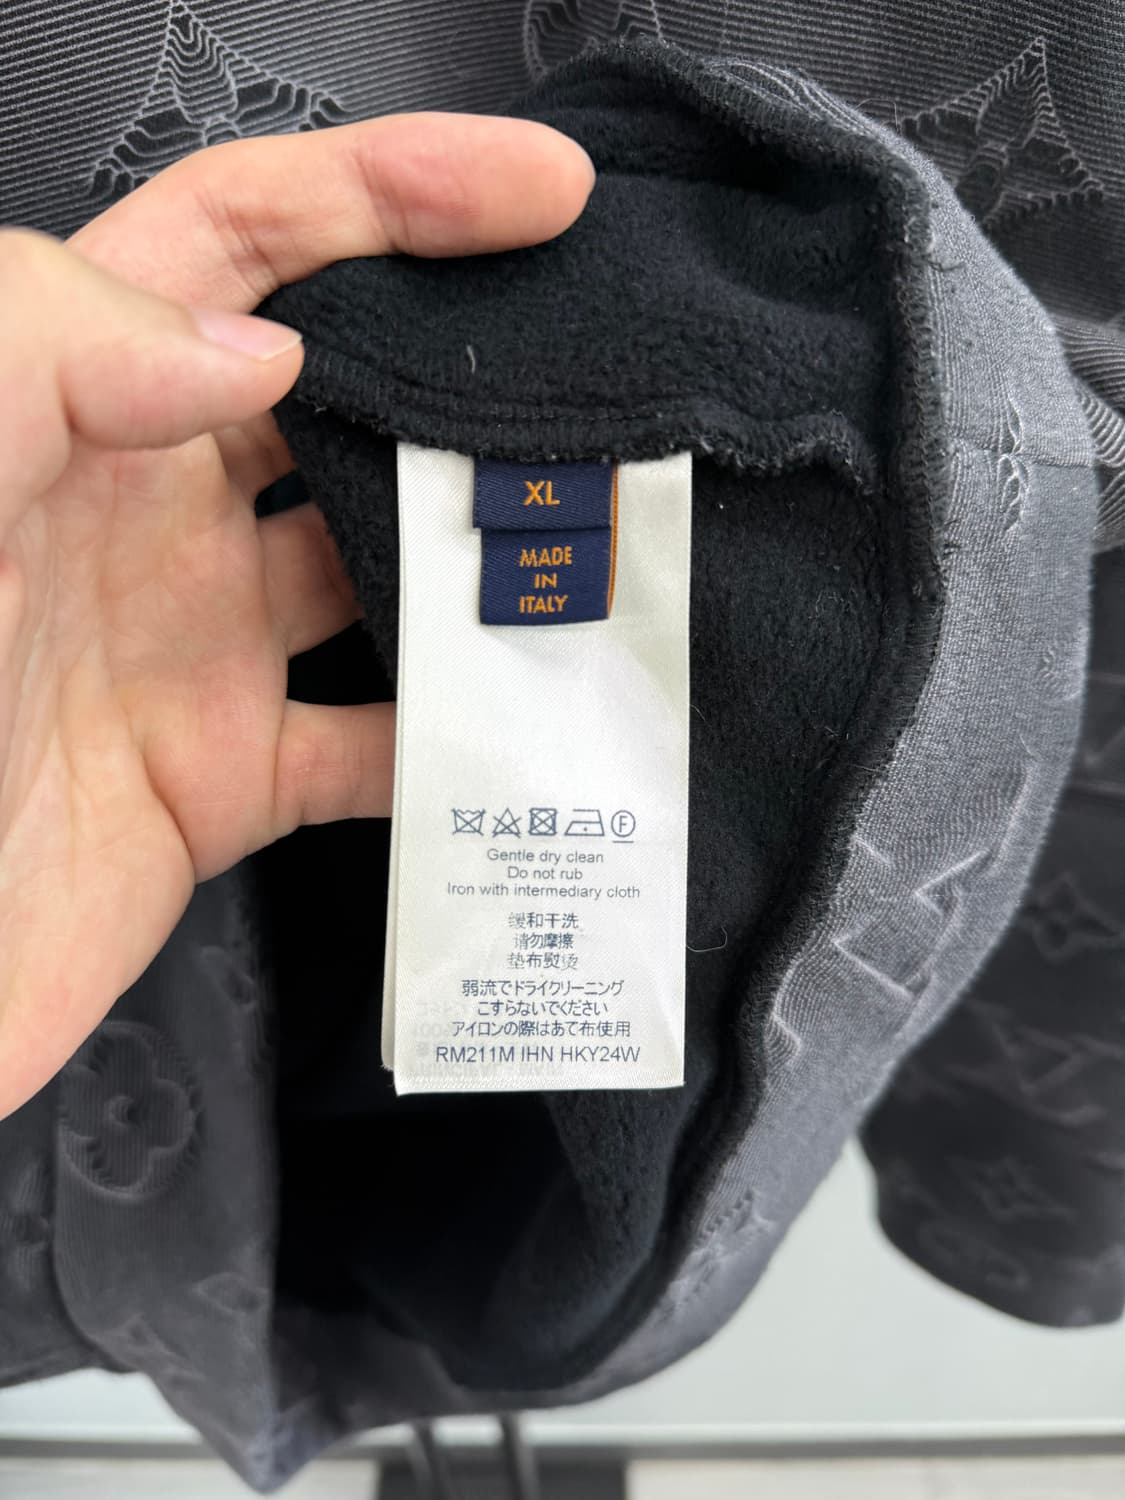 XL
MADE
IN
ITALY
F
Gentle dry clean
Do not rub
Iron with intermediary cloth
缓和干洗
请勿摩擦
垫布熨烫
弱流でドライクリーニング
こすらないでください
アイロンの際はあて布使用
RM211M IHN HKY24W